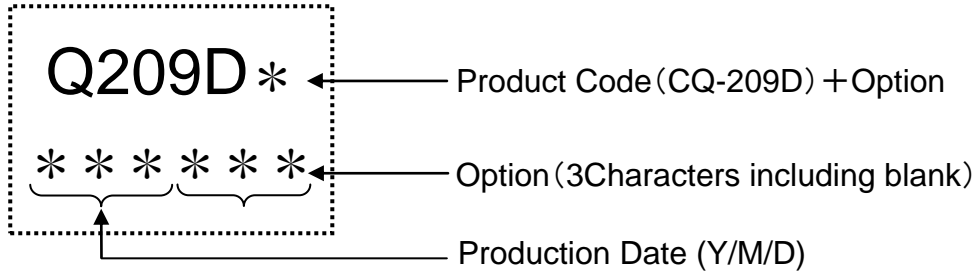 Q209D＊
Product Code（CQ-209D）＋Option
＊＊＊＊＊＊
Option（3Characters including blank）
Production Date (Y/M/D)